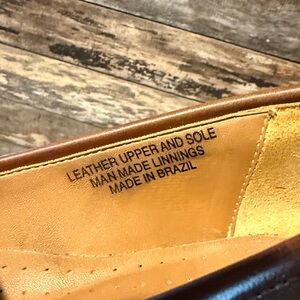 LEATHER UPPER AND SOLE
MAN MADE LINNINGS
MADE IN BRAZIL